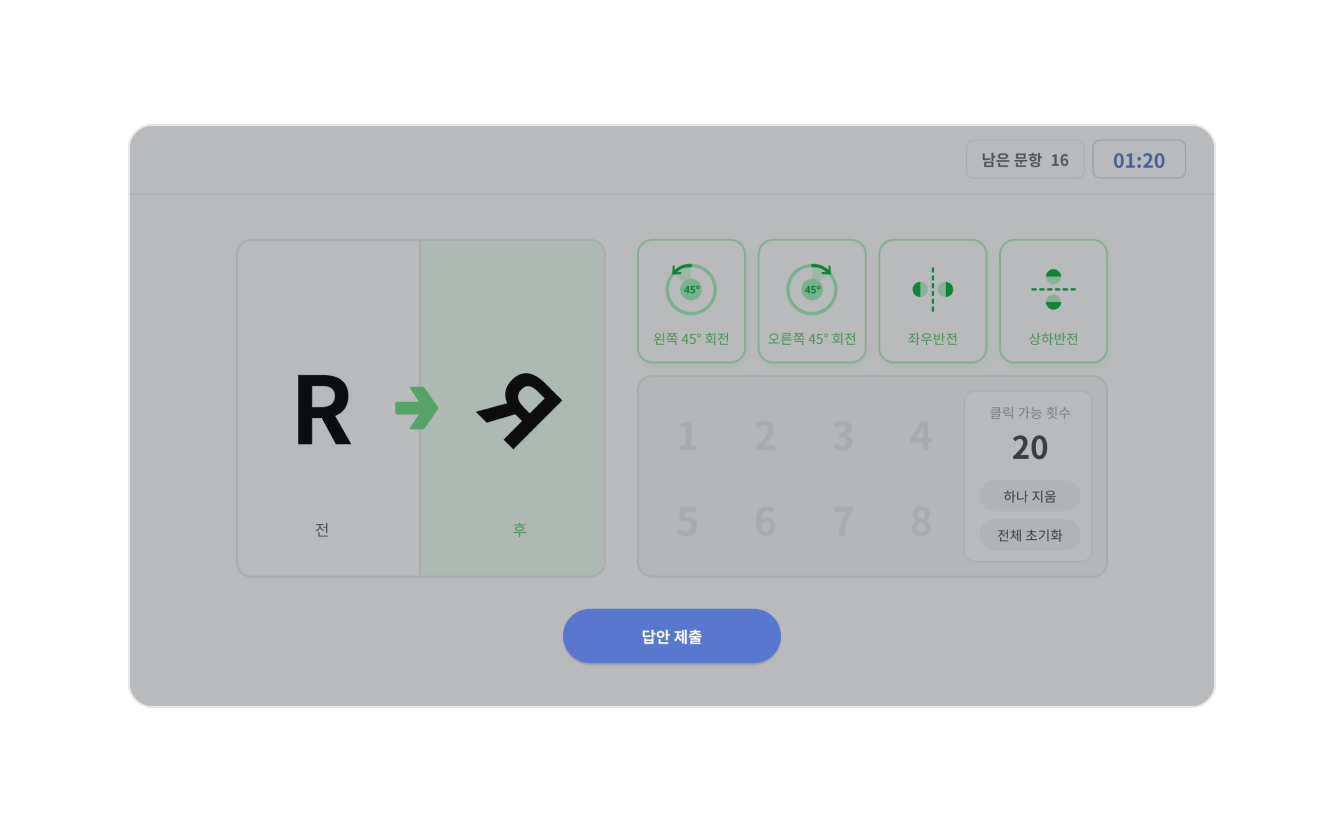 남은 문항 16
01:20
45°
왼쪽 45° 회전
45°
오른쪽 45° 회전
좌우반전
상하반전
R
R
전
후
1 2 3 4
5 6 7 8
클릭 가능 횟수
20
하나 지움
전체 초기화
답안 제출